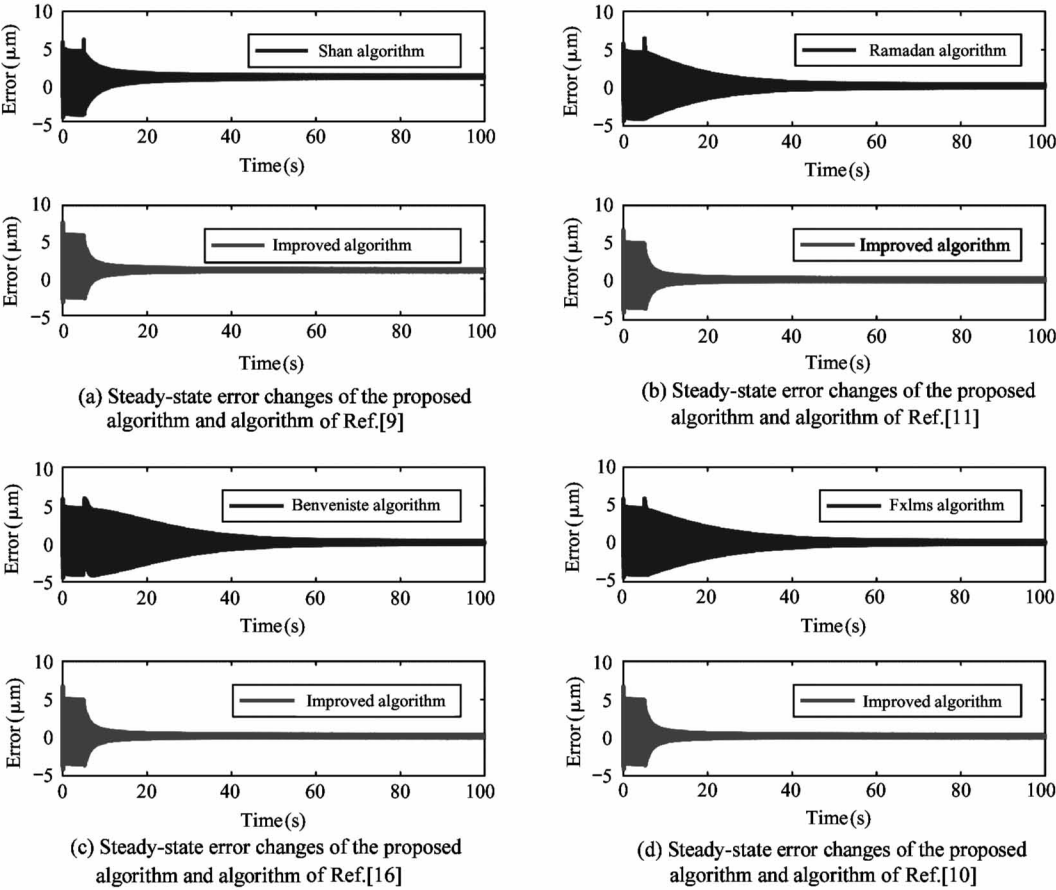 10
5
0
−5
Error (μm)
Shan algorithm
0 20 40 60 80 100
Time (s)
10
5
0
−5
Error (μm)
Improved algorithm
0 20 40 60 80 100
Time (s)
(a) Steady-state error changes of the proposed
algorithm and algorithm of Ref.[9]
10
5
0
−5
Error (μm)
Ramadan algorithm
0 20 40 60 80 100
Time (s)
10
5
0
−5
Error (μm)
Improved algorithm
0 20 40 60 80 100
Time (s)
(b) Steady-state error changes of the proposed
algorithm and algorithm of Ref.[11]
10
5
0
−5
Error (μm)
Benveniste algorithm
0 20 40 60 80 100
Time (s)
10
5
0
−5
Error (μm)
Improved algorithm
0 20 40 60 80 100
Time (s)
(c) Steady-state error changes of the proposed
algorithm and algorithm of Ref.[16]
10
5
0
−5
Error (μm)
Fxlms algorithm
0 20 40 60 80 100
Time (s)
10
5
0
−5
Error (μm)
Improved algorithm
0 20 40 60 80 100
Time (s)
(d) Steady-state error changes of the proposed
algorithm and algorithm of Ref.[10]